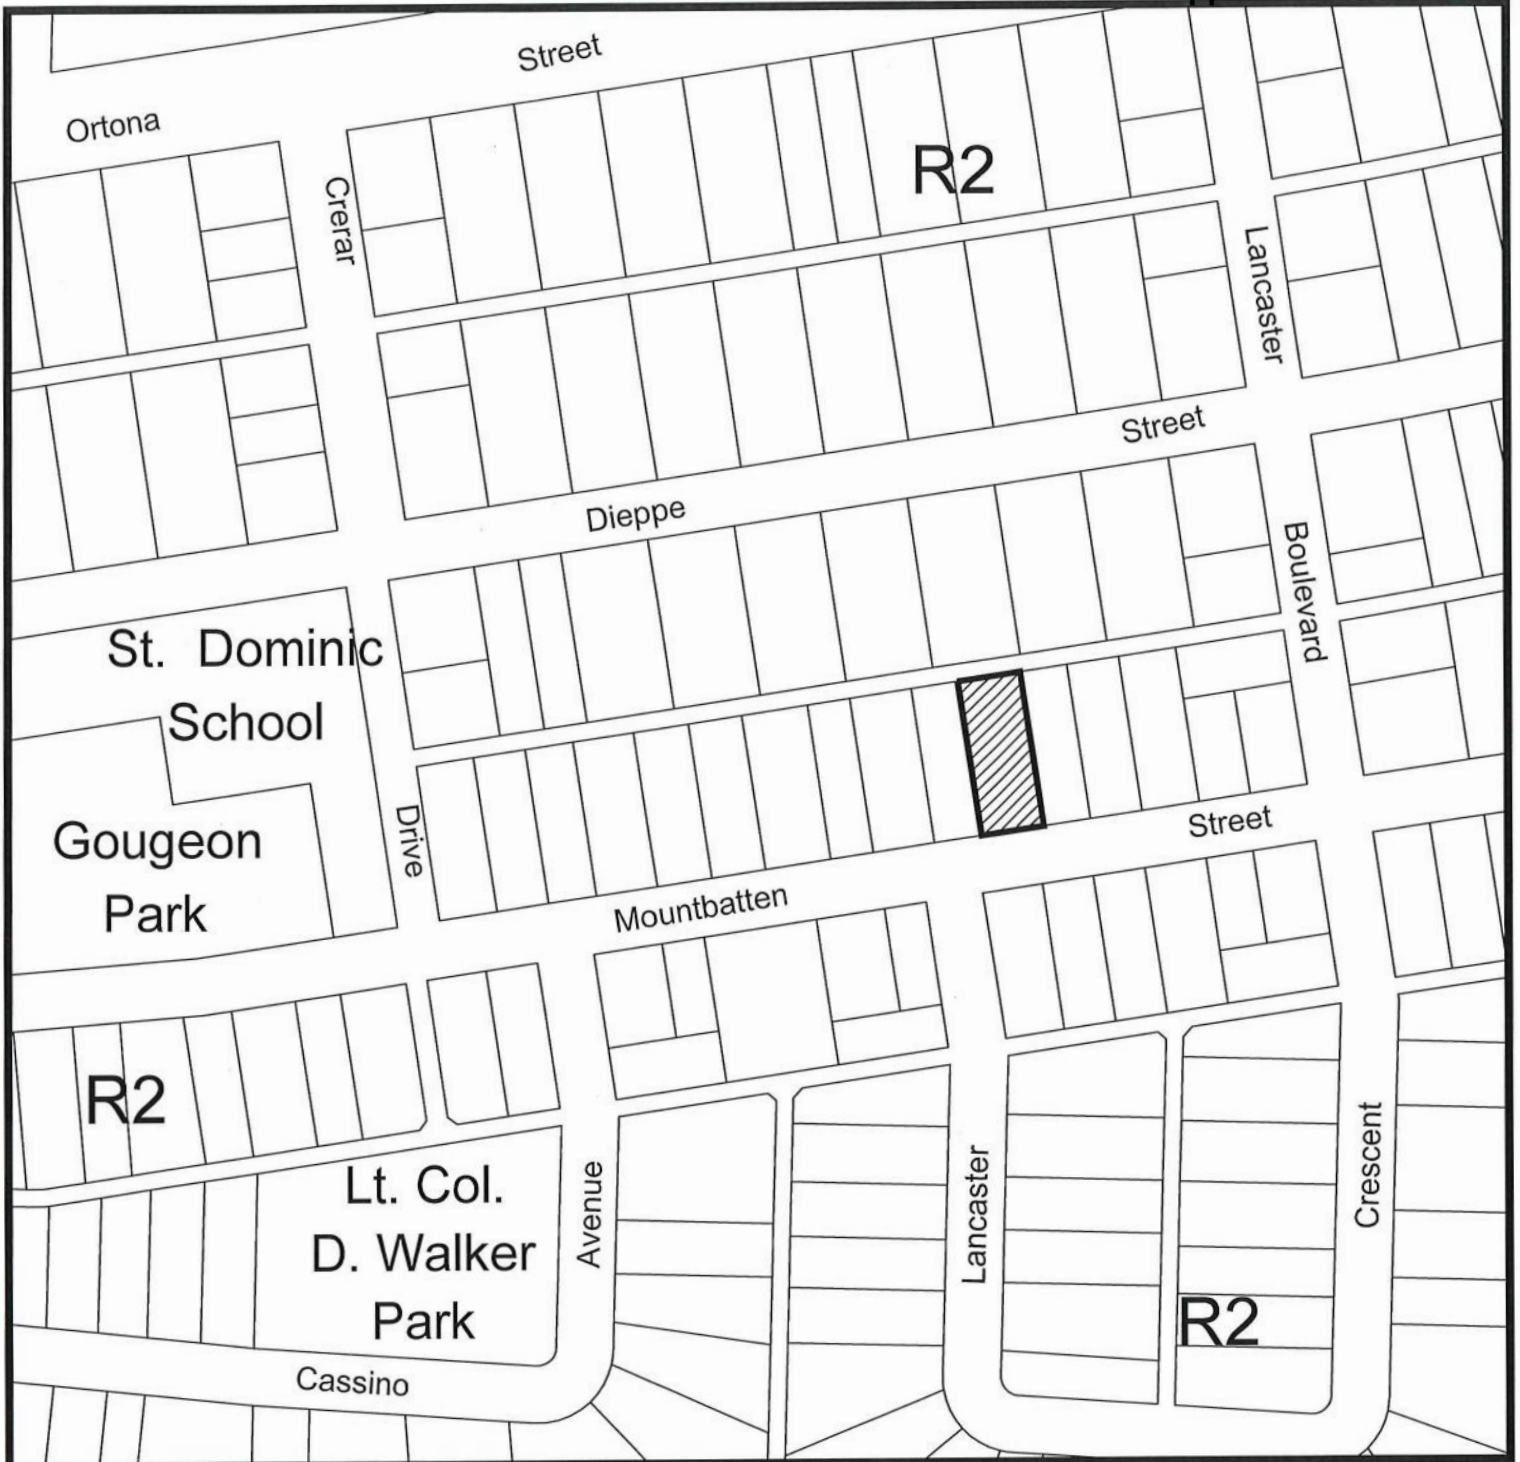 Street
Ortona
R2
Crerar
Lancaster
Street
Dieppe
Boulevard
St. Dominic
School
Drive
Gougeon
Park
Street
Mountbatten
R2
Lt. Col.
D. Walker
Park
Avenue
Lancaster
Crescent
R2
Cassino